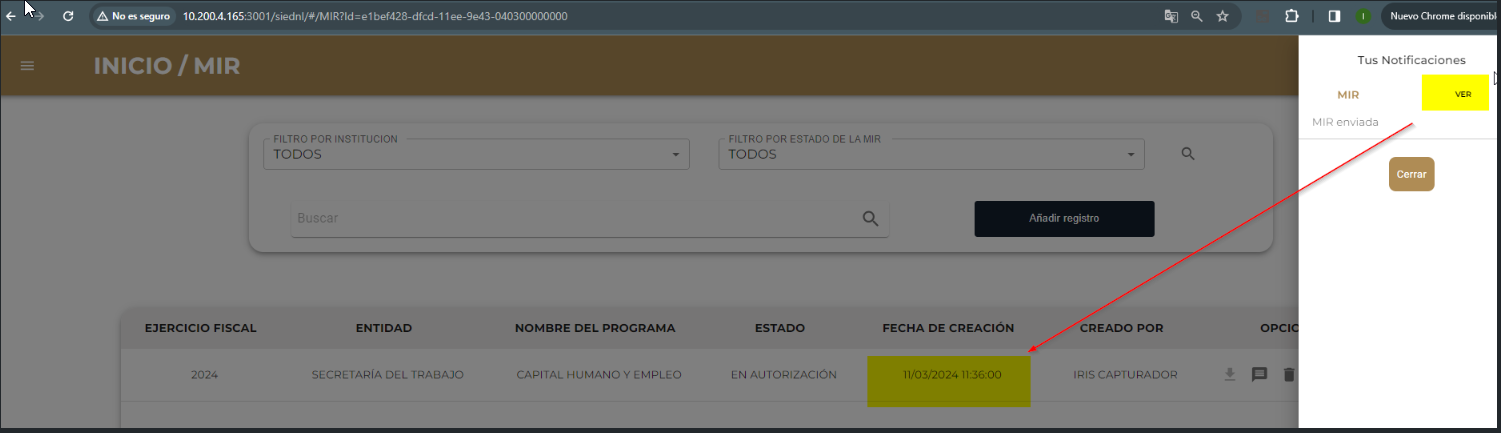 No es seguro 10.200.4.165:3001/siednl/#/MIR?Id=e1bef428-dfcd-11ee-9e43-040300000000 I Nuevo Chrome disponible
INICIO / MIR
Tus Notificaciones
MIR VER
MIR enviada
Cerrar
FILTRO POR INSTITUCION FILTRO POR ESTADO DE LA MIR
TODOS TODOS
Buscar Añadir registro
EJERCICIO FISCAL ENTIDAD NOMBRE DEL PROGRAMA ESTADO FECHA DE CREACIÓN CREADO POR OPCIO
2024 SECRETARÍA DEL TRABAJO CAPITAL HUMANO Y EMPLEO EN AUTORIZACIÓN 11/03/2024 11:36:00 IRIS CAPTURADOR